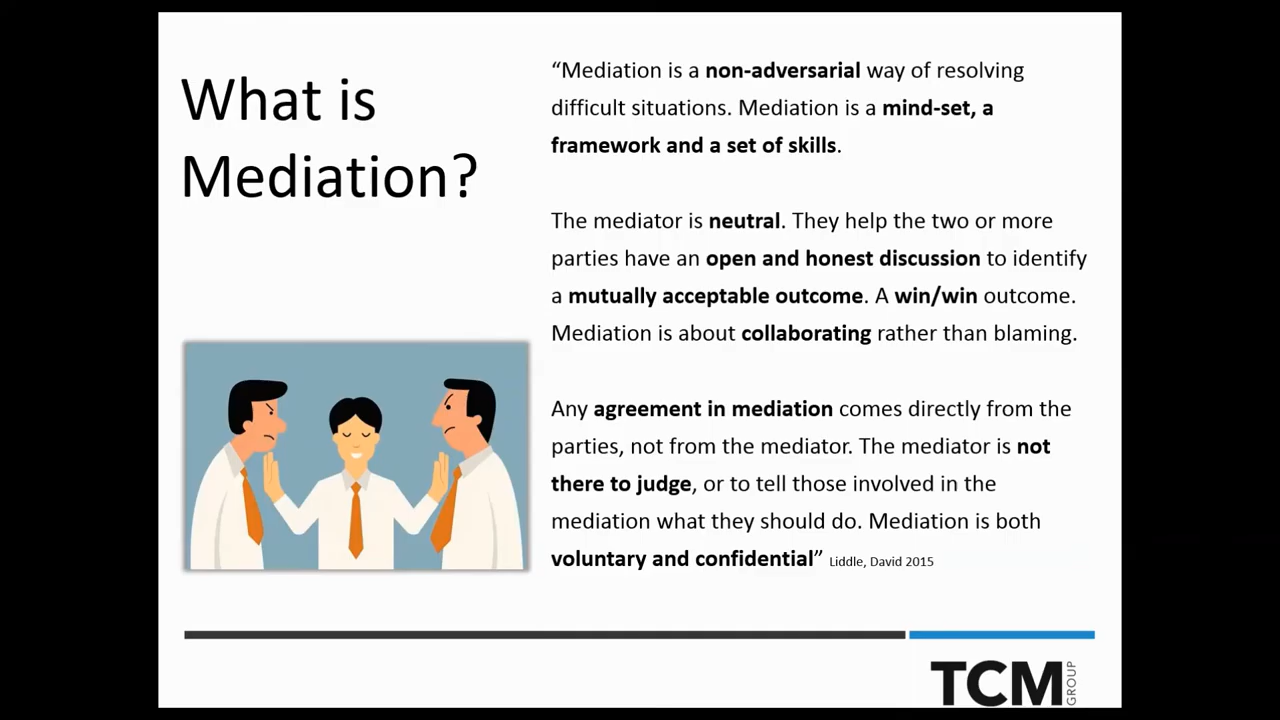 What is
Mediation?
“Mediation is a non-adversarial way of resolving
difficult situations. Mediation is a mind-set, a
framework and a set of skills.
The mediator is neutral. They help the two or more
parties have an open and honest discussion to identify
a mutually acceptable outcome. A win/win outcome.
Mediation is about collaborating rather than blaming.
Any agreement in mediation comes directly from the
parties, not from the mediator. The mediator is not
there to judge, or to tell those involved in the
mediation what they should do. Mediation is both
voluntary and confidential” Liddle, David 2015
TCM GROUP